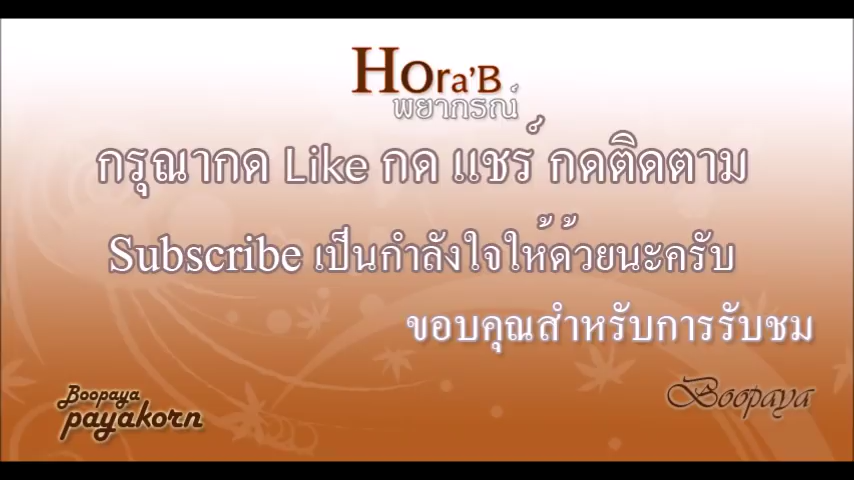 Hora'B
พยากรณ์
กรุณากด Like กด แชร์ กดติดตาม
Subscribe เป็นกำลังใจให้ด้วยนะครับ
ขอบคุณสำหรับการรับชม
Boopaya
payakorn
Boopaya